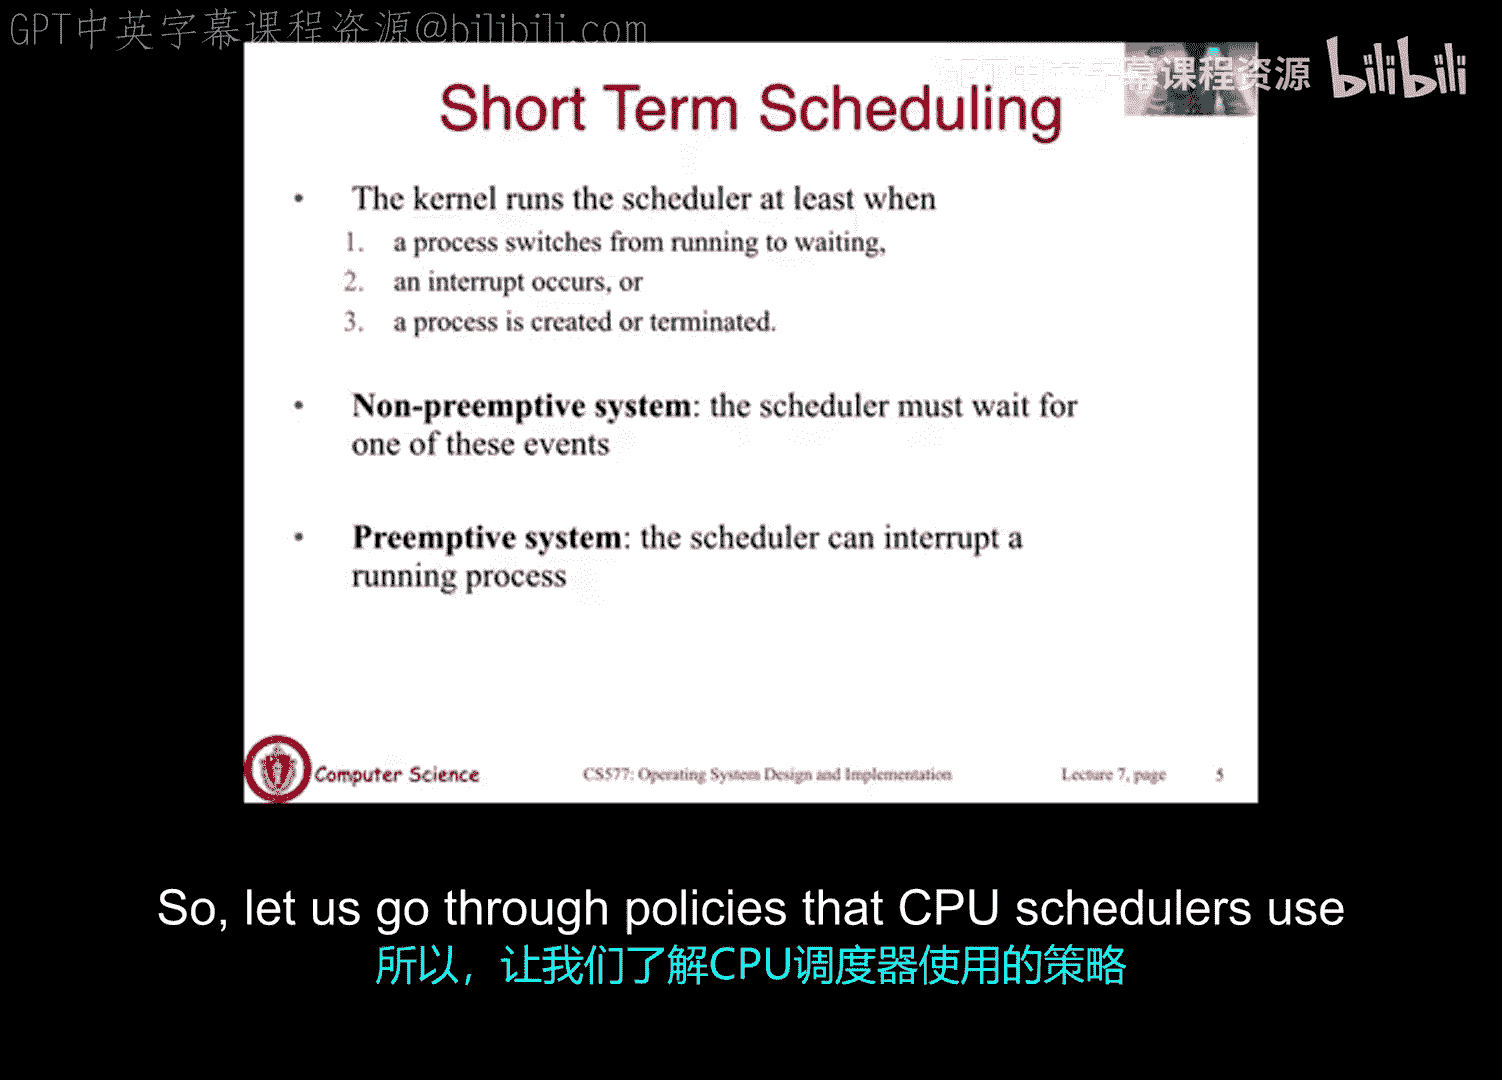 GPT中英字幕课程资源@bilibili.com
字幕课程资源 bilibili
Short Term Scheduling
• The kernel runs the scheduler at least when
1. a process switches from running to waiting,
2. an interrupt occurs, or
3. a process is created or terminated.
• Non-preemptive system: the scheduler must wait for
one of these events
• Preemptive system: the scheduler can interrupt a
running process
Computer Science CS577: Operating System Design and Implementation Lecture 7, page 5
So, let us go through policies that CPU schedulers use
所以，让我们了解CPU调度器使用的策略